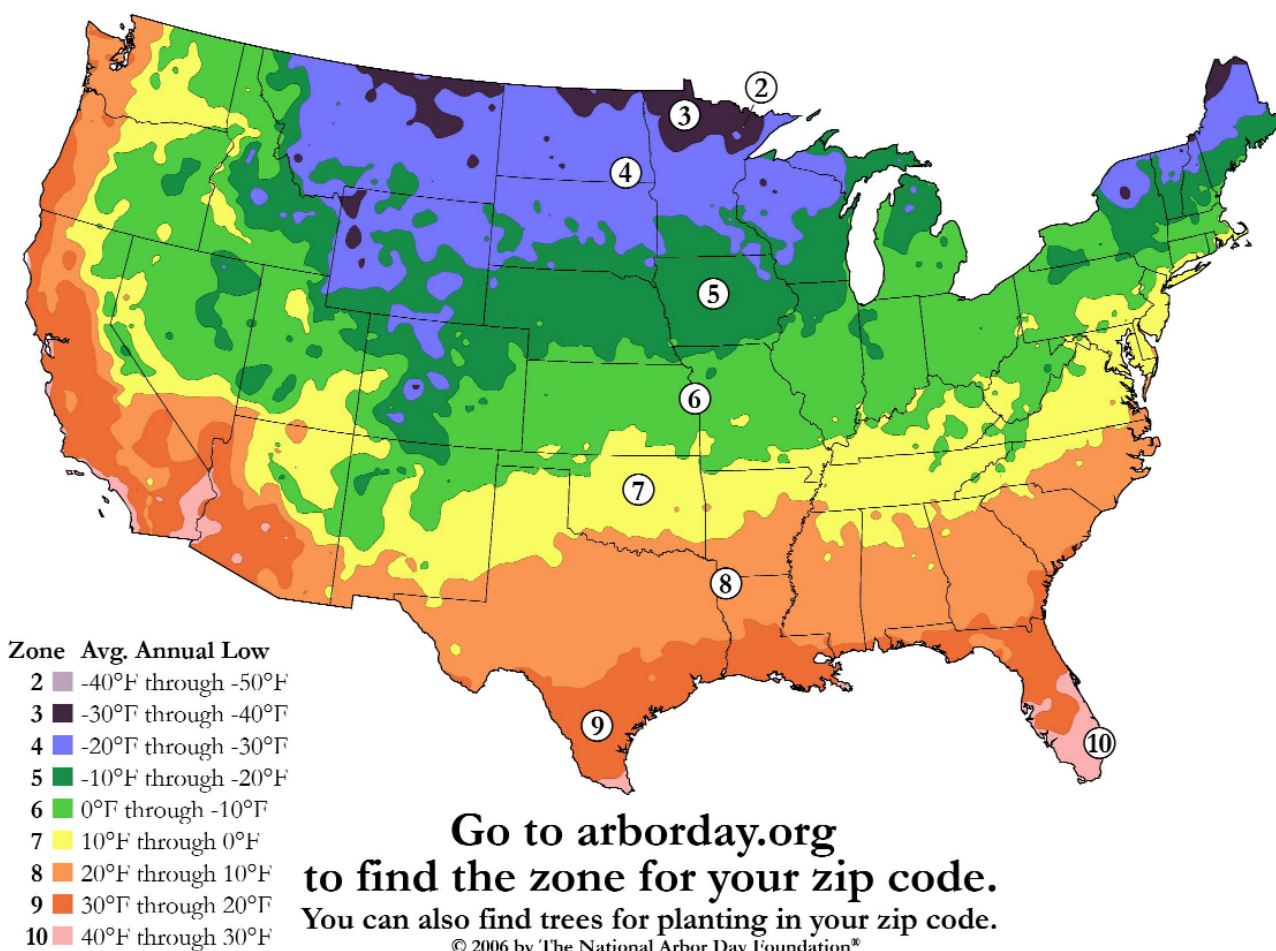 2
3
4
5
6
7
8
9
10
Zone Avg. Annual Low
2 -40°F through -50°F
3 -30°F through -40°F
4 -20°F through -30°F
5 -10°F through -20°F
6 0°F through -10°F
7 10°F through 0°F
8 20°F through 10°F
9 30°F through 20°F
10 40°F through 30°F
Go to arborday.org
to find the zone for your zip code.
You can also find trees for planting in your zip code.
© 2006 by The National Arbor Day Foundation®